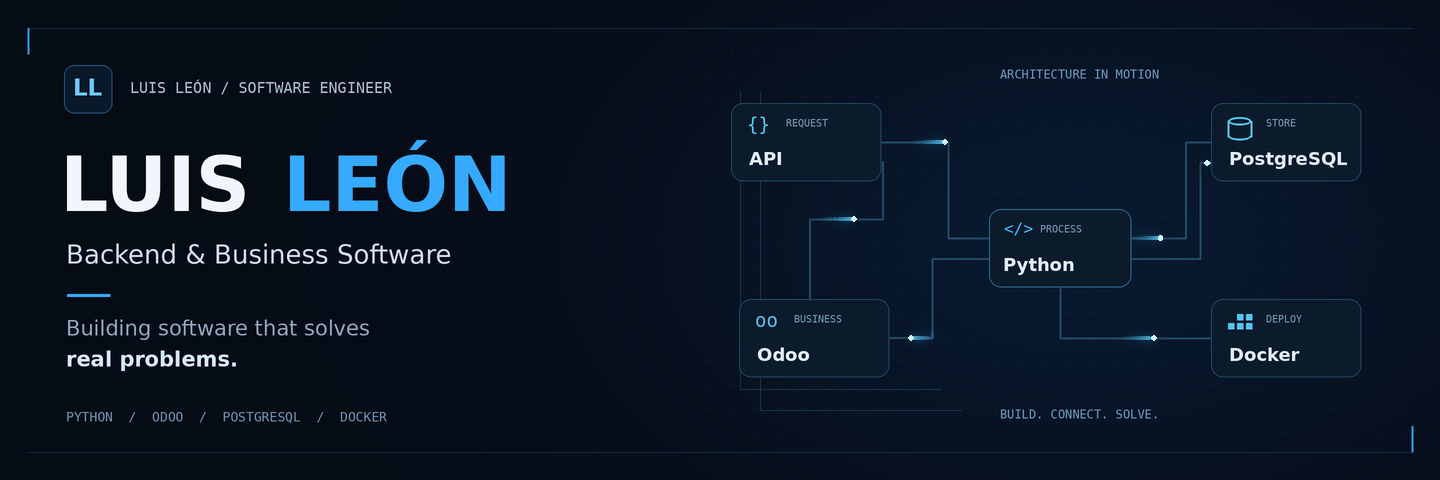 LL
LUIS LEÓN / SOFTWARE ENGINEER
LUIS LEÓN
Backend & Business Software
Building software that solves
real problems.
PYTHON / ODOO / POSTGRESQL / DOCKER
ARCHITECTURE IN MOTION
{} REQUEST
API
STORE
PostgreSQL
</> PROCESS
Python
oo BUSINESS
Odoo
DEPLOY
Docker
BUILD. CONNECT. SOLVE.